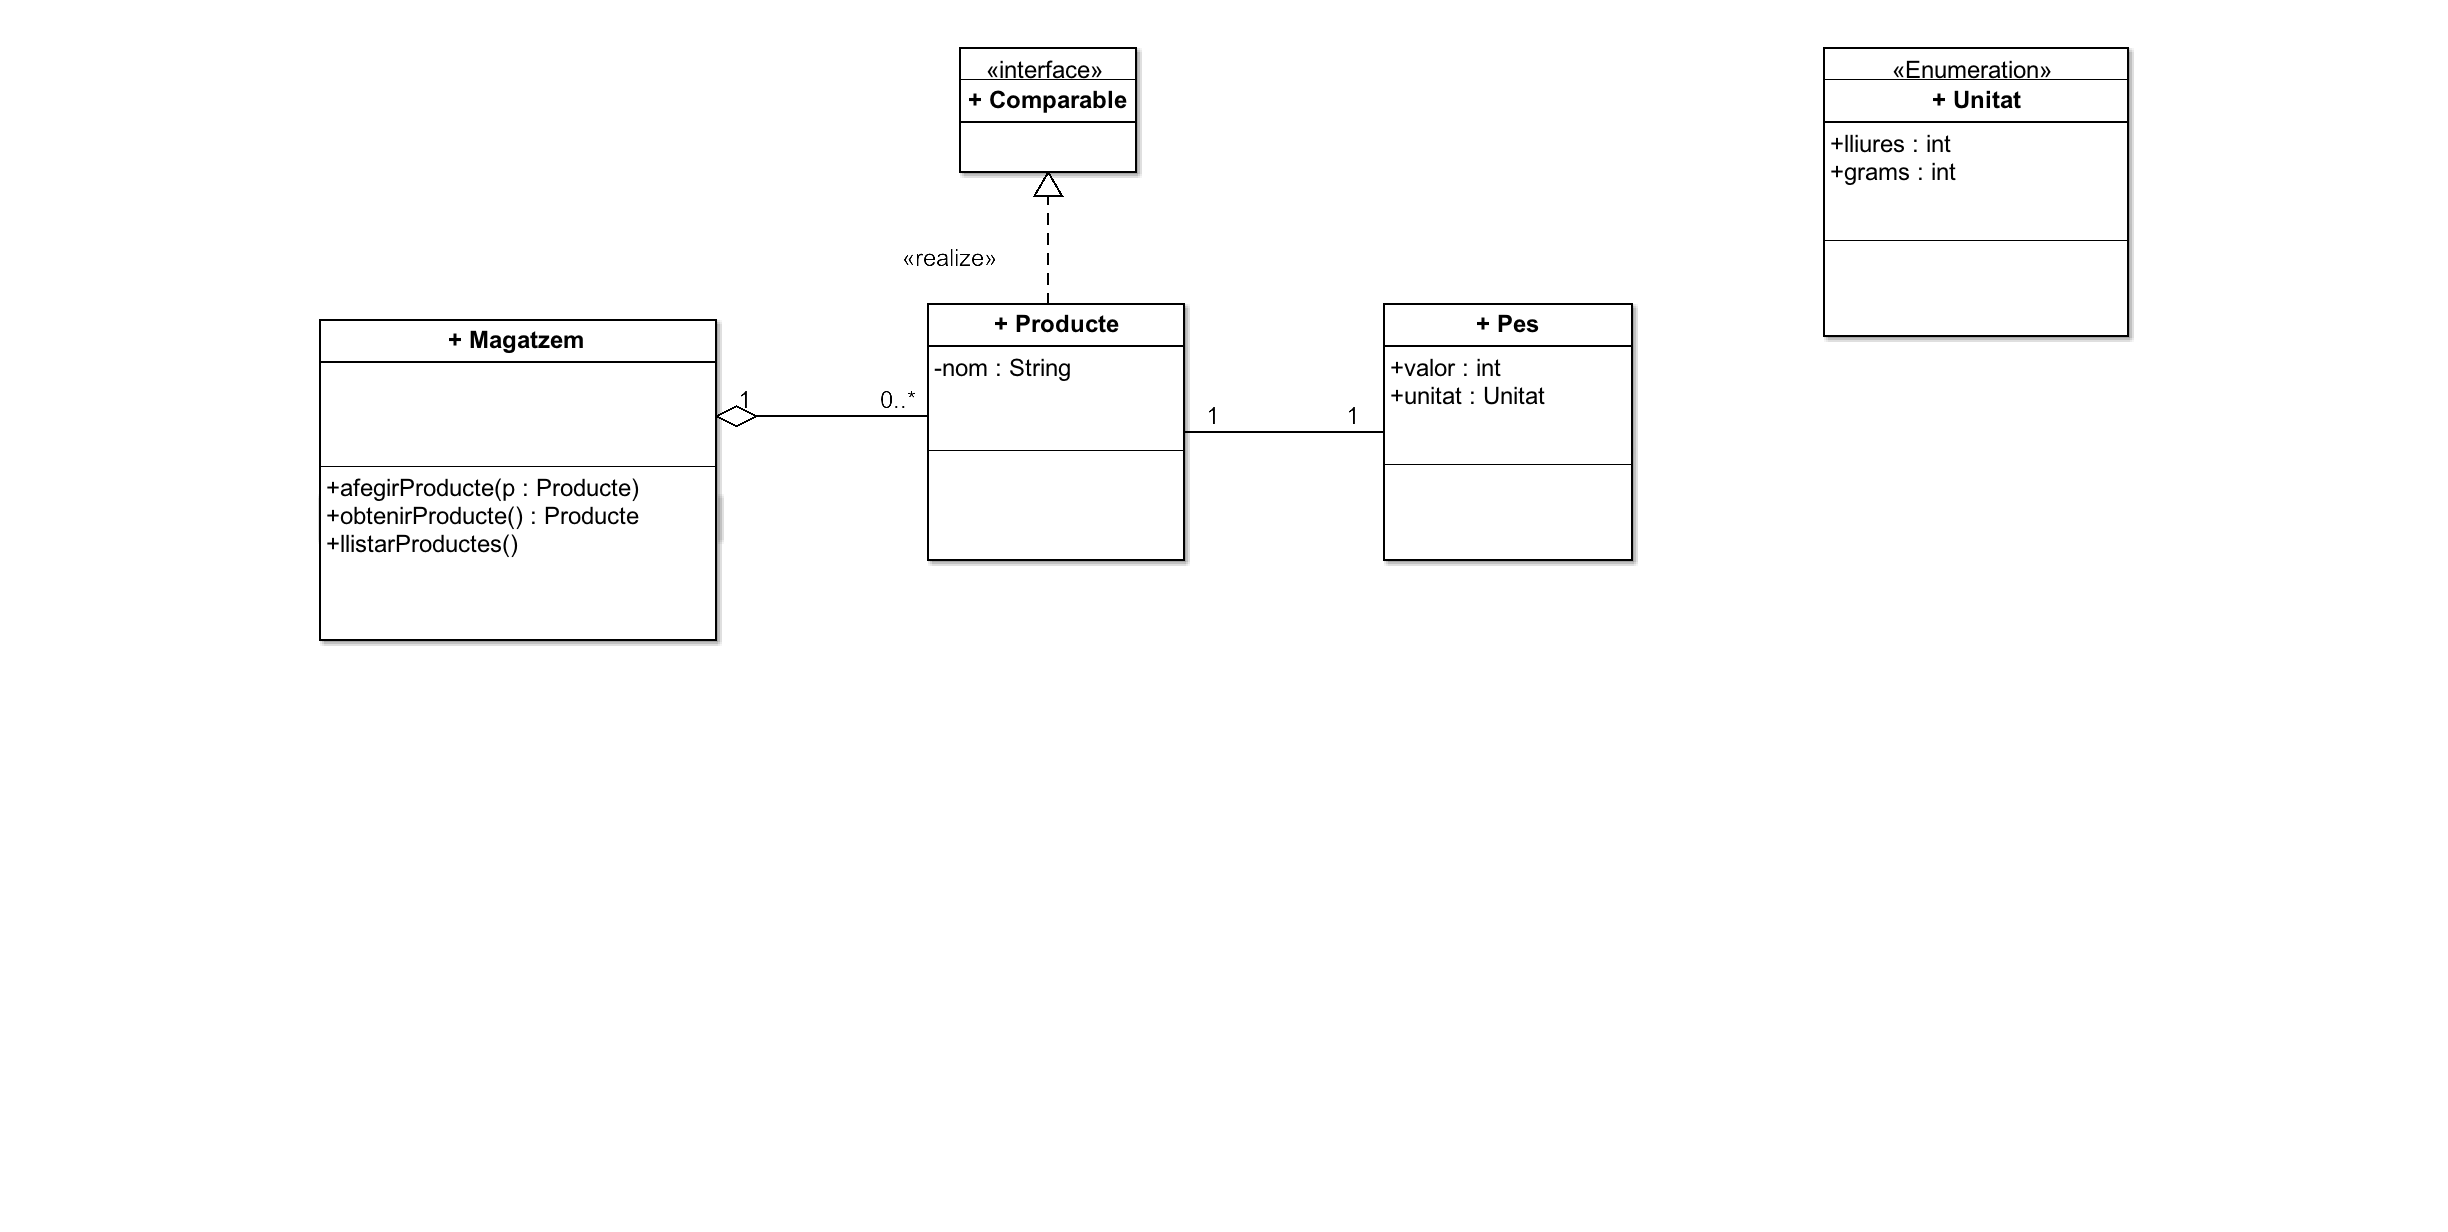 «interface»
+ Comparable
«Enumeration»
+ Unitat
+lliures : int
+grams : int
«realize»
+ Magatzem
+afegirProducte(p : Producte)
+obtenirProducte() : Producte
+llistarProductes()
1
0..*
+ Producte
-nom : String
1
1
+ Pes
+valor : int
+unitat : Unitat